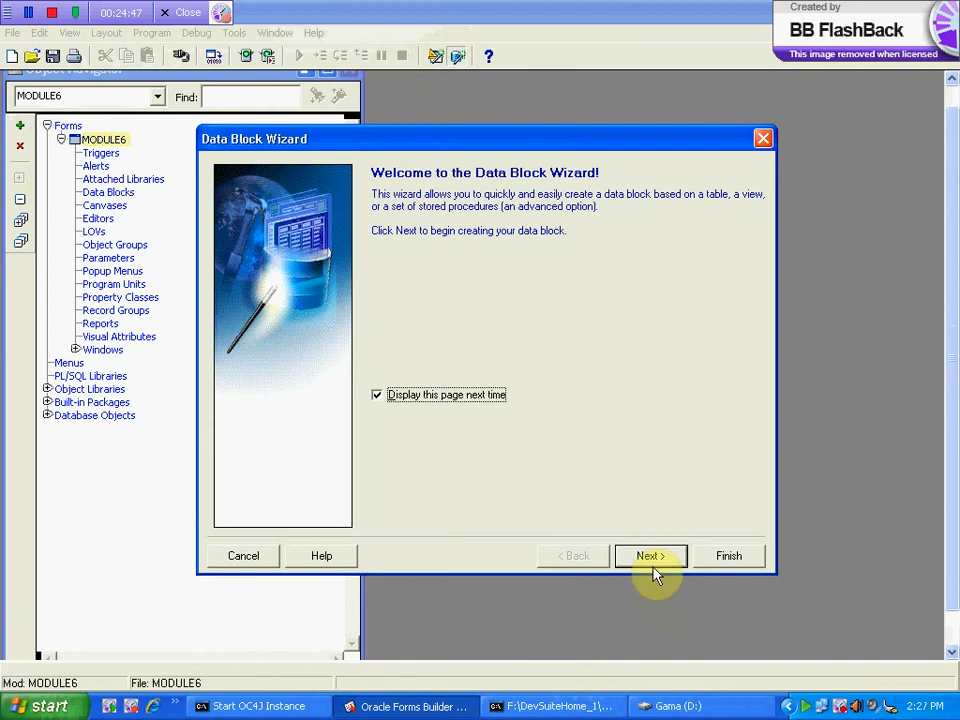 00:24:47
Close
Created by
BB FlashBack
This image removed when licensed
File Edit View Layout Program Debug Tools Window Help
Object Navigator
MODULE6
Find:
Forms
MODULE6
Triggers
Alerts
Attached Libraries
Data Blocks
Canvases
Editors
LOVs
Object Groups
Parameters
Popup Menus
Program Units
Property Classes
Record Groups
Reports
Visual Attributes
Windows
Menus
PL/SQL Libraries
Object Libraries
Built-in Packages
Database Objects
Data Block Wizard
Welcome to the Data Block Wizard!
This wizard allows you to quickly and easily create a data block based on a table, a view,
or a set of stored procedures (an advanced option).
Click Next to begin creating your data block.
Display this page next time
Cancel
Help
< Back
Next >
Finish
Mod: MODULE6
File: MODULE6
start
Start OC4J Instance
Oracle Forms Builder ...
F:\DevSuiteHome_1\...
Gama (D:)
2:27 PM